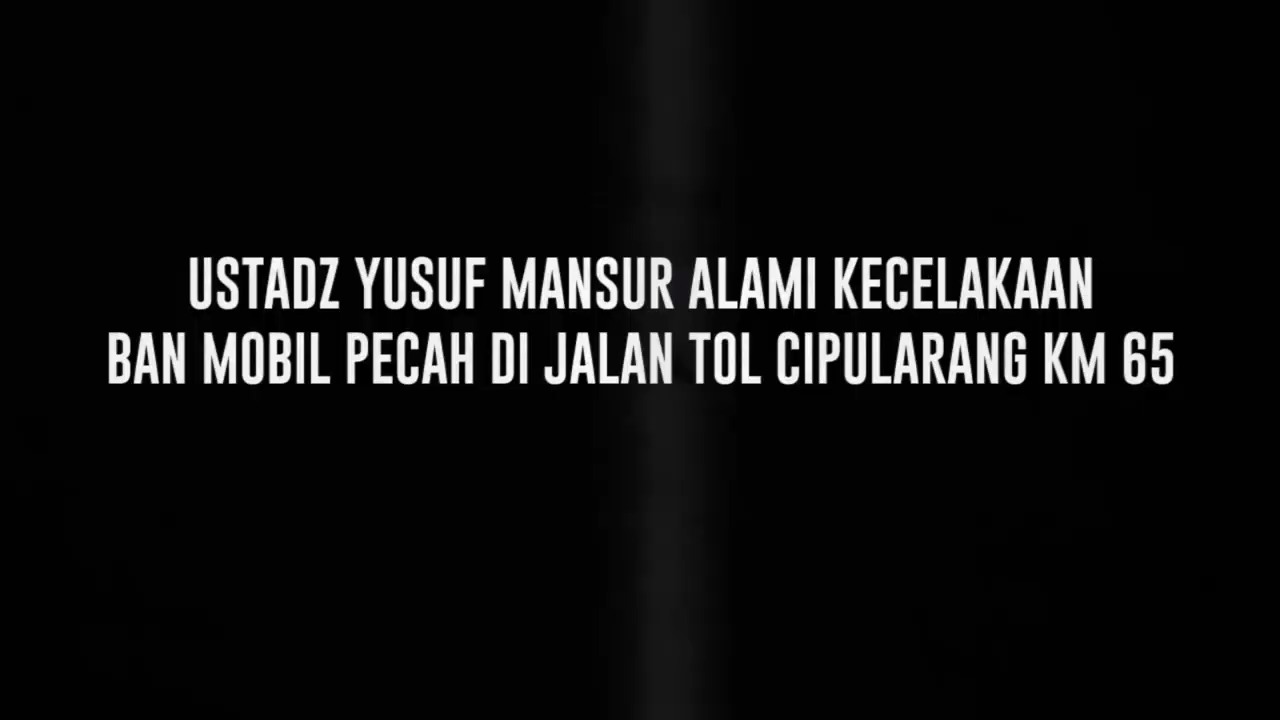 USTADZ YUSUF MANSUR ALAMI KECELAKAAN
BAN MOBIL PECAH DI JALAN TOL CIPULARANG KM 65